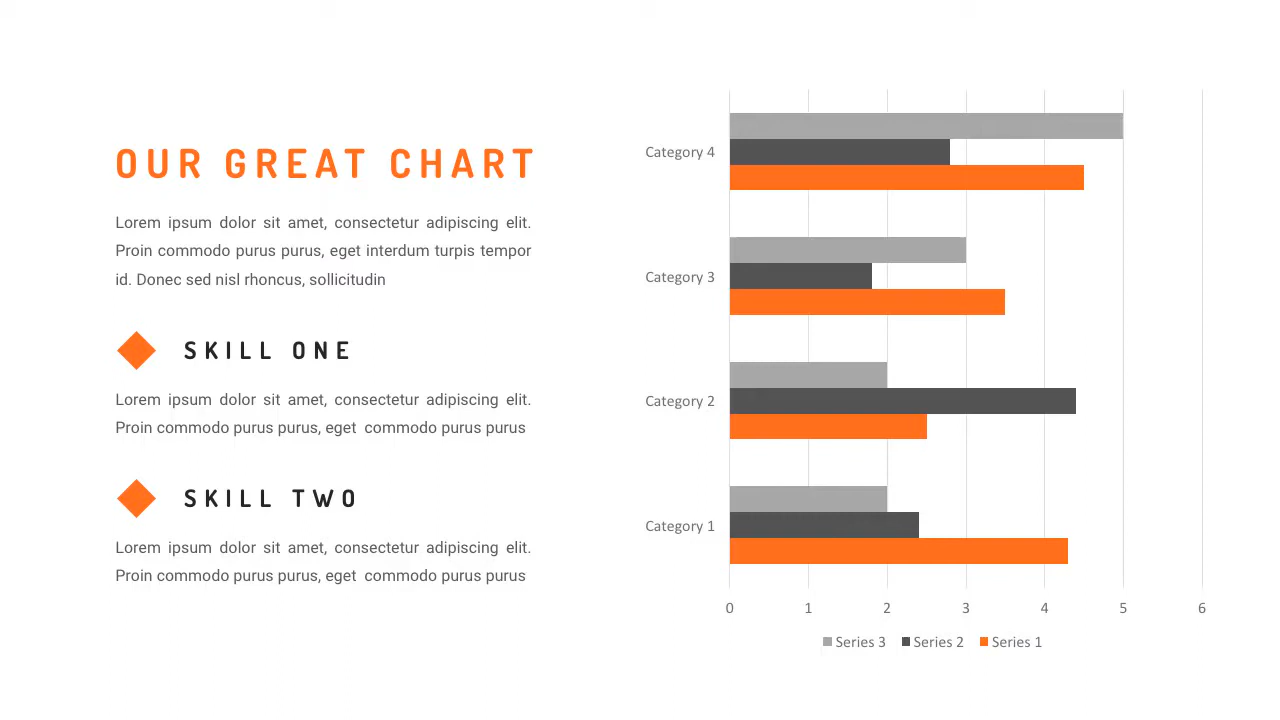 OUR GREAT CHART
Lorem ipsum dolor sit amet, consectetur adipiscing elit.
Proin commodo purus purus, eget interdum turpis tempor
id. Donec sed nisl rhoncus, sollicitudin
SKILL ONE
Lorem ipsum dolor sit amet, consectetur adipiscing elit.
Proin commodo purus purus, eget  commodo purus purus
SKILL TWO
Lorem ipsum dolor sit amet, consectetur adipiscing elit.
Proin commodo purus purus, eget  commodo purus purus
Category 4
Category 3
Category 2
Category 1
0 1 2 3 4 5 6
Series 3 Series 2 Series 1